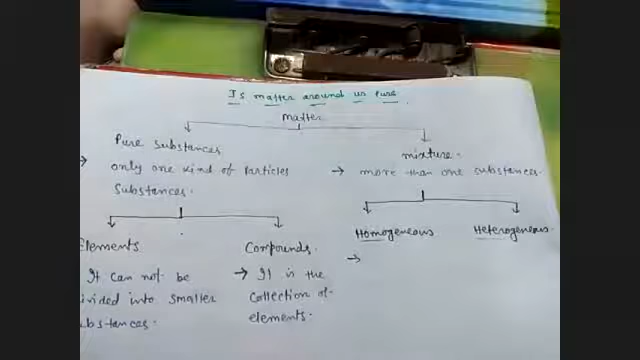 Is matter around us Pure
matter
Pure substances
only one kind of Particles
Substances.
mixture.
→ more than one substances.
Elements
It can not be
divided into smaller
substances.
Compounds.
→ It is the
Collection of
elements.
Homogeneous
→
Heterogeneous.